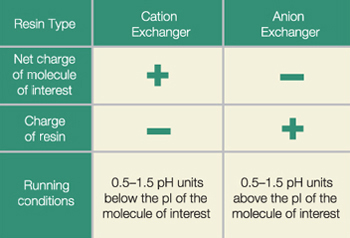 Resin Type
Cation
Exchanger
Anion
Exchanger
Net charge
of molecule
of interest
+
−
Charge
of resin
−
+
Running
conditions
0.5–1.5 pH units
below the pI of the
molecule of interest
0.5–1.5 pH units
above the pI of the
molecule of interest